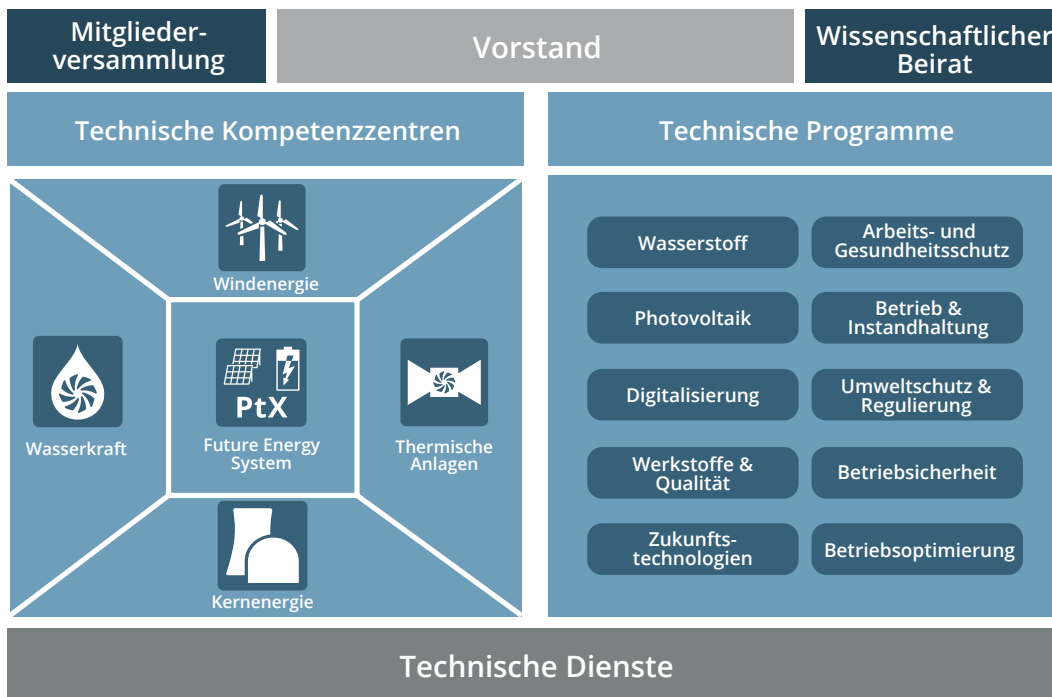 Mitglieder-
versammlung
Vorstand
Wissenschaftlicher
Beirat
Technische Kompetenzzentren
Technische Programme
Windenergie
Wasserkraft
PtX
Future Energy
System
Thermische
Anlagen
Kernenergie
Wasserstoff
Arbeits- und
Gesundheitsschutz
Photovoltaik
Betrieb &
Instandhaltung
Digitalisierung
Umweltschutz &
Regulierung
Werkstoffe &
Qualität
Betriebsicherheit
Zukunfts-
technologien
Betriebsoptimierung
Technische Dienste